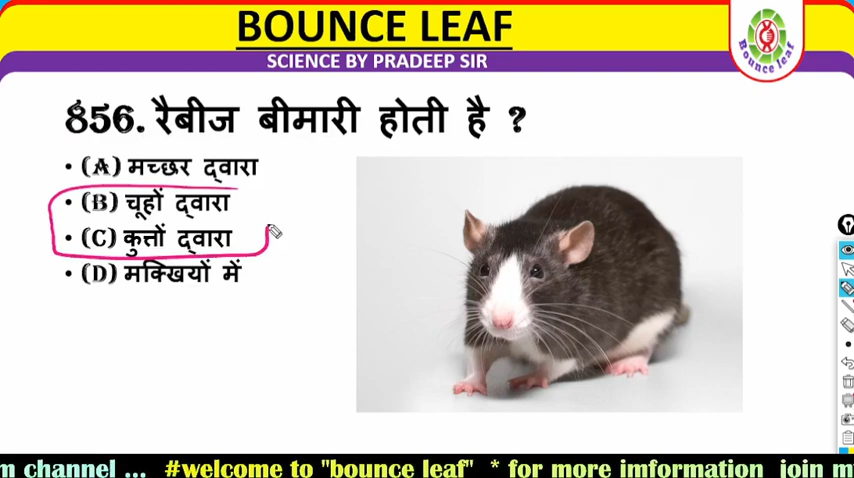 BOUNCE LEAF
SCIENCE BY PRADEEP SIR
Bounce leaf
856. रैबीज बीमारी होती है ?
• (A) मच्छर द्वारा
• (B) चूहों द्वारा
• (C) कुत्तों द्वारा
• (D) मक्खियों में
m channel ... #welcome to "bounce leaf" * for more imformation join m